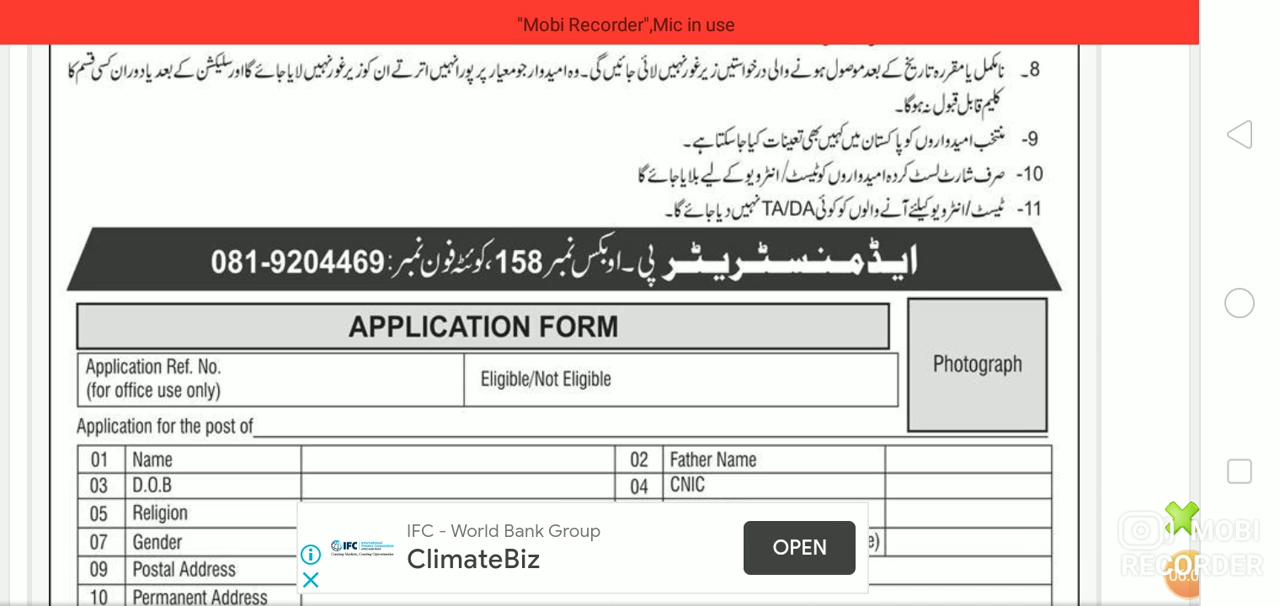 "Mobi Recorder",Mic in use
8۔ نامکمل یا مقررہ تاریخ کے بعد موصول ہونے والی درخواستیں زیر غور نہیں لائی جائیں گی۔ وہ امیدوار جو معیار پر پورا نہیں اترتے ان کو زیر غور نہیں لایا جائے گا اور سلیکشن کے بعد یا دوران کسی قسم کا
کلیم قابل قبول نہ ہوگا۔
9- منتخب امیدواروں کو پاکستان میں کہیں بھی تعینات کیا جا سکتا ہے۔
10- صرف شارٹ لسٹ کردہ امیدواروں کو ٹیسٹ/انٹرویو کے لیے بلایا جائے گا
11- ٹیسٹ/انٹرویو کیلئے آنے والوں کو کوئی TA/DA نہیں دیا جائے گا۔
ایڈمنسٹریٹر پی۔او بکس نمبر 158، کوئٹہ فون نمبر: 081-9204469
APPLICATION FORM
Photograph
Application Ref. No.
(for office use only)
Eligible/Not Eligible
Application for the post of
01 Name 02 Father Name
03 D.O.B 04 CNIC
05 Religion
07 Gender e)
09 Postal Address
10 Permanent Address
IFC - World Bank Group
ClimateBiz
OPEN
IFC
MOBI
RECORDER